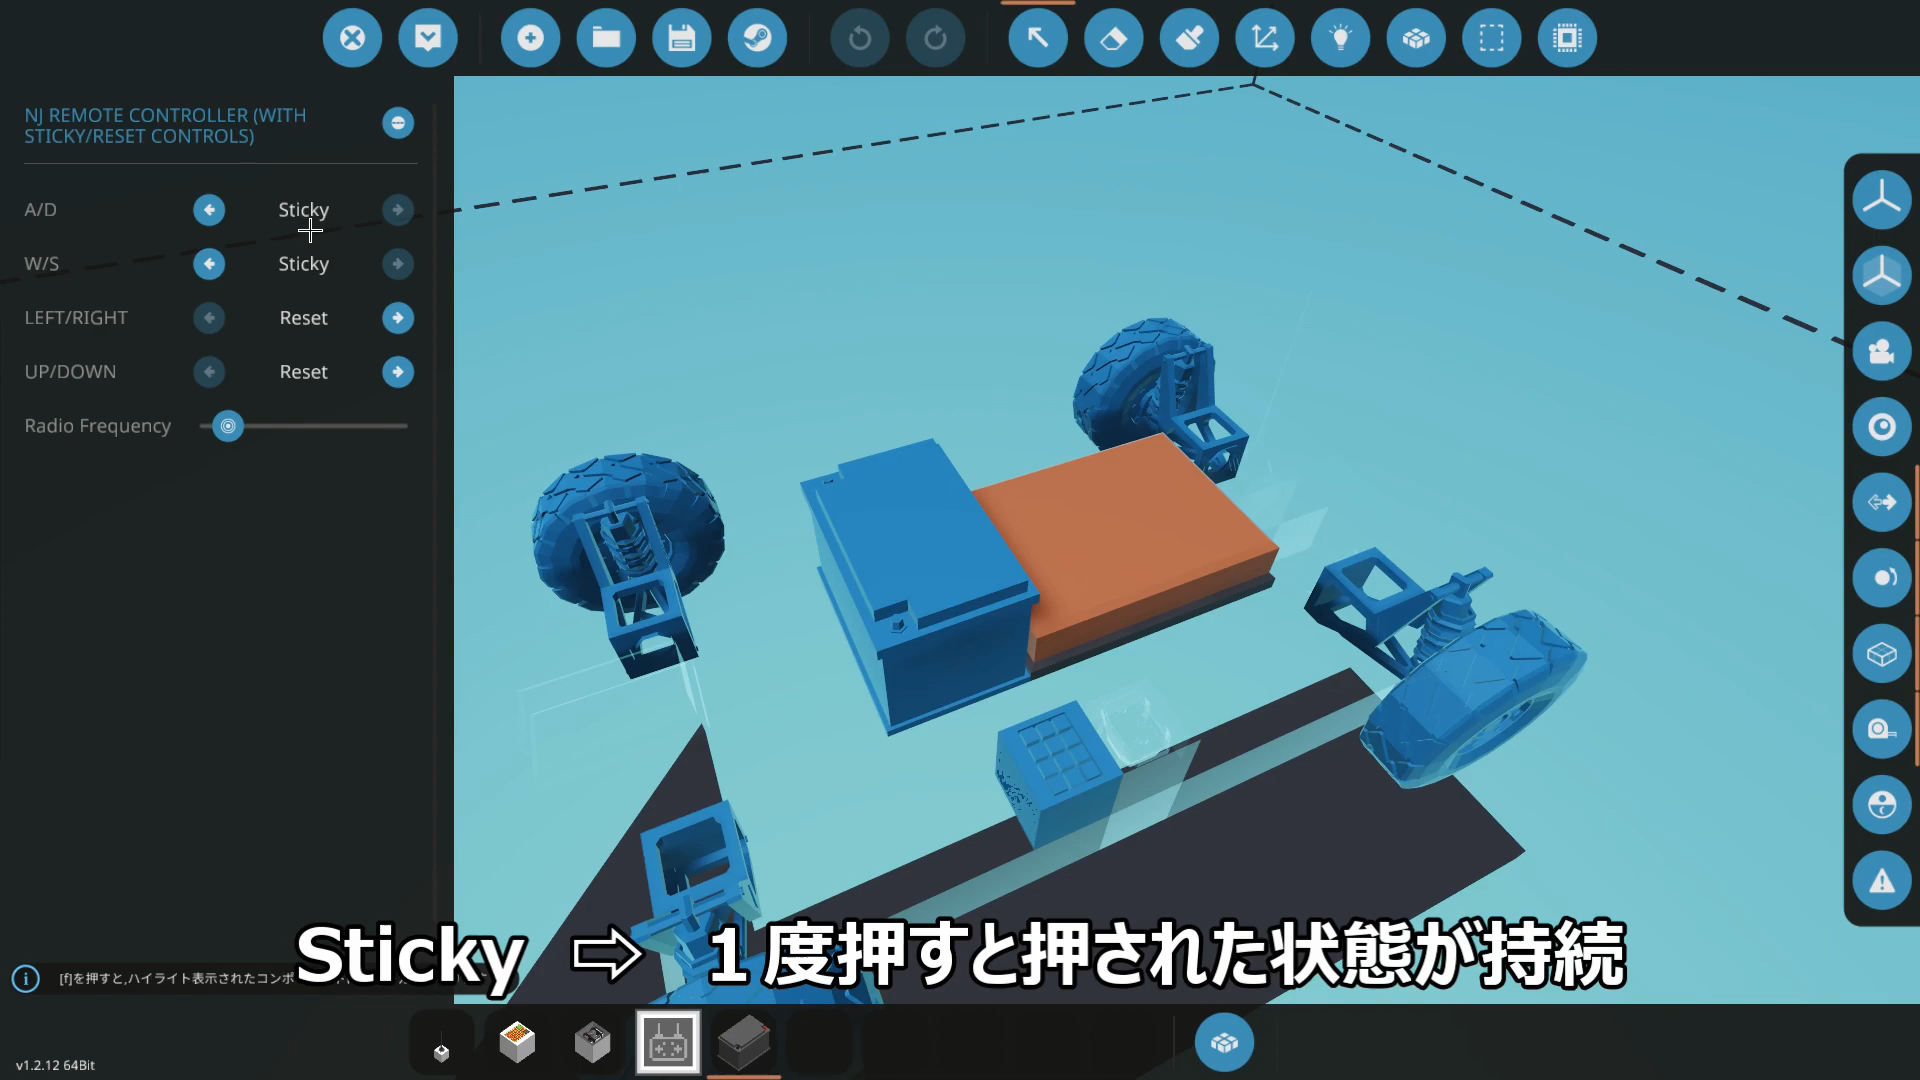 NJ REMOTE CONTROLLER (WITH
STICKY/RESET CONTROLS)
A/D Sticky
W/S Sticky
LEFT/RIGHT Reset
UP/DOWN Reset
Radio Frequency
Sticky ⇨ １度押すと押された状態が持続
[f]を押すと,ハイライト表示されたコンポ
v1.2.12 64Bit